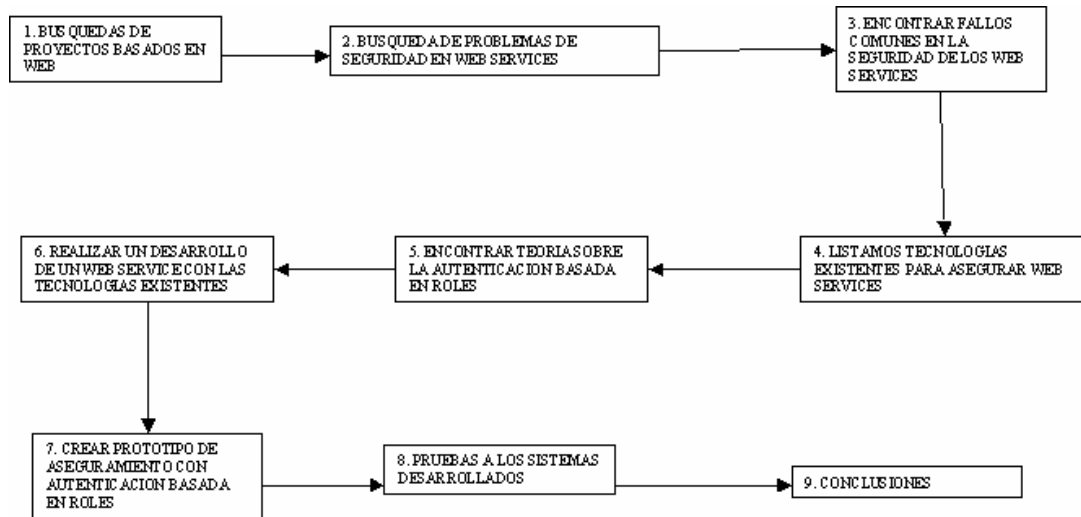 1. BUSQUEDAS DE
PROYECTOS BASADOS EN
WEB
2. BUSQUEDA DE PROBLEMAS DE
SEGURIDAD EN WEB SERVICES
3. ENCONTRAR FALLOS
COMUNES EN LA
SEGURIDAD DE LOS WEB
SERVICES
4. LISTAMOS TECNOLOGIAS
EXISTENTES PARA ASEGURAR WEB
SERVICES
5. ENCONTRAR TEORIA SOBRE
LA AUTENTICACION BASADA
EN ROLES
6. REALIZAR UN DESARROLLO
DE UN WEB SERVICE CON LAS
TECNOLOGIAS EXISTENTES
7. CREAR PROTOTIPO DE
ASEGURAMIENTO CON
AUTENTICACION BASADA
EN ROLES
8. PRUEBAS A LOS SISTEMAS
DESARROLLADOS
9. CONCLUSIONES